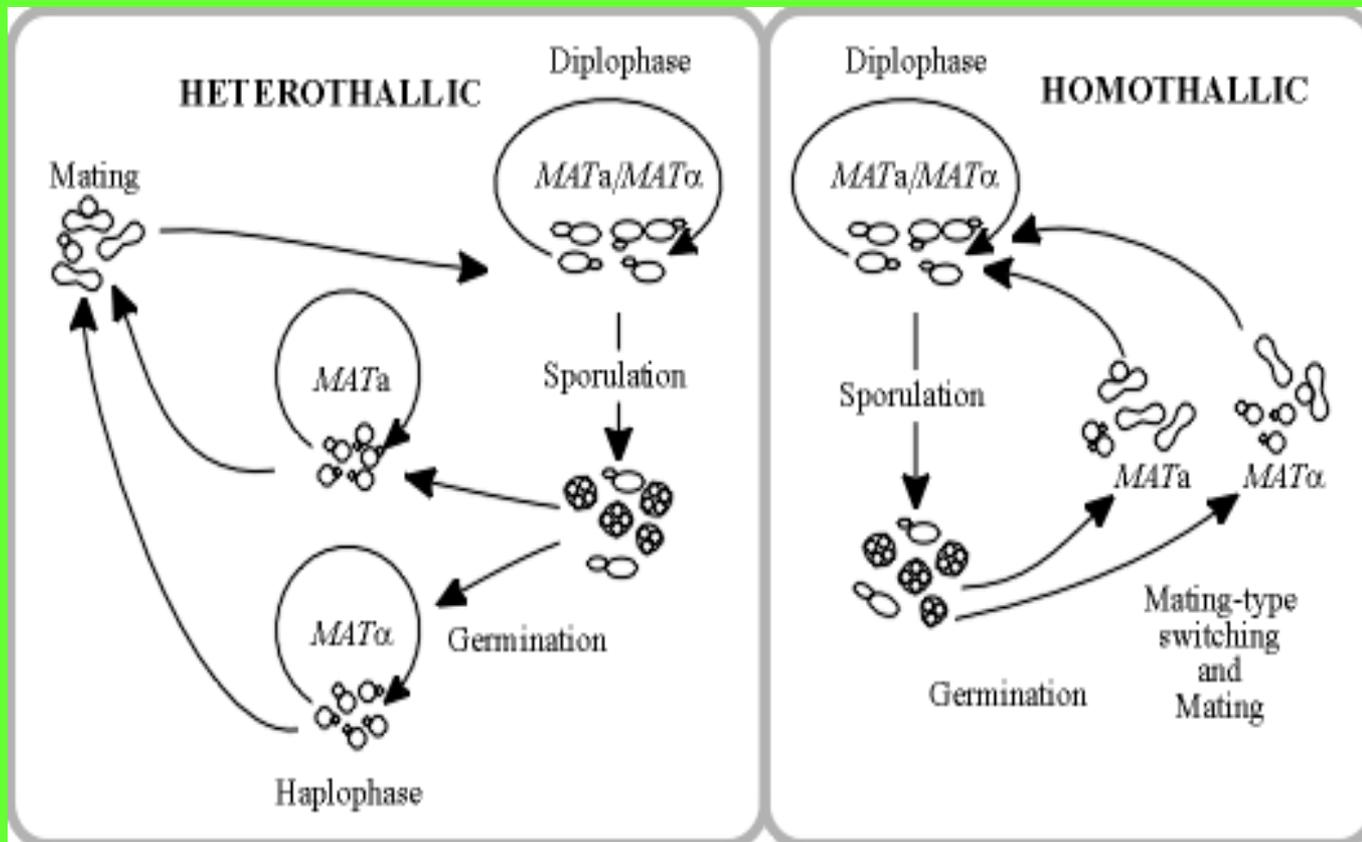 HETEROTHALLIC
Diplophase
MATa/MATα
Mating
MATa
Sporulation
MATα
Germination
Haplophase
Diplophase
HOMOTHALLIC
MATa/MATα
Sporulation
MATa
MATα
Mating-type
switching
and
Mating
Germination